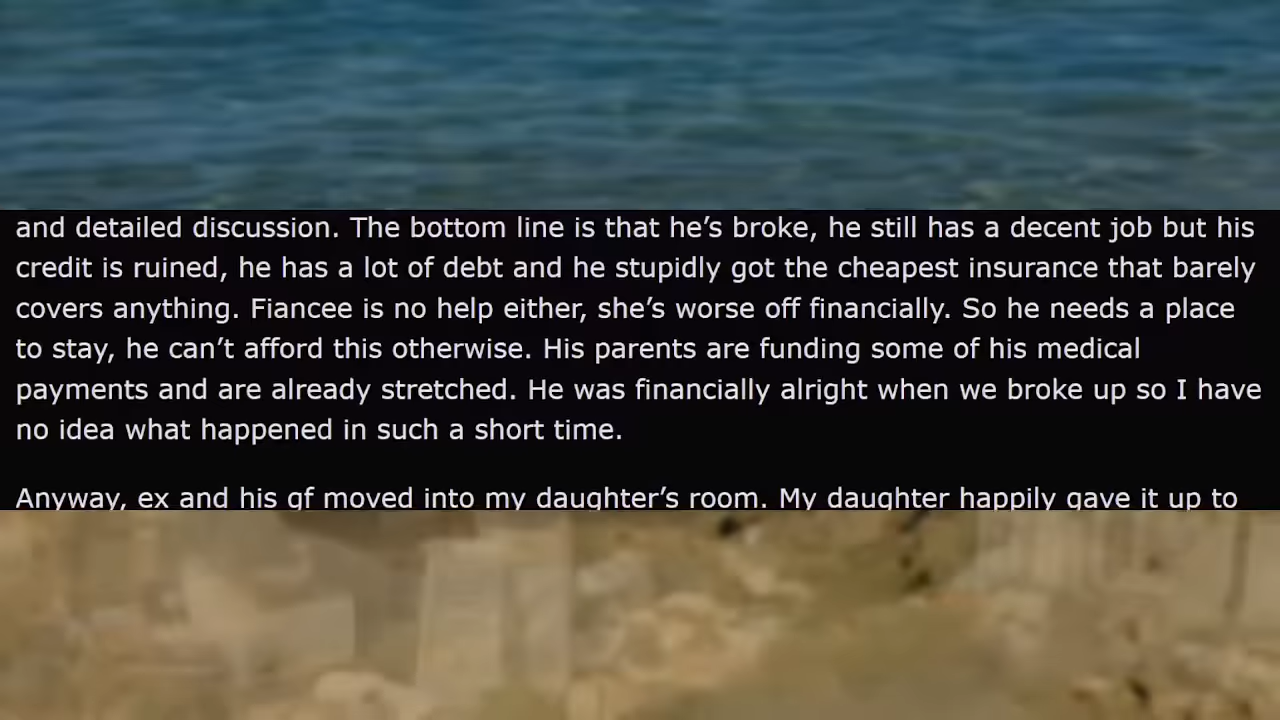 and detailed discussion. The bottom line is that he’s broke, he still has a decent job but his
credit is ruined, he has a lot of debt and he stupidly got the cheapest insurance that barely
covers anything. Fiancee is no help either, she’s worse off financially. So he needs a place
to stay, he can’t afford this otherwise. His parents are funding some of his medical
payments and are already stretched. He was financially alright when we broke up so I have
no idea what happened in such a short time.
Anyway, ex and his gf moved into my daughter’s room. My daughter happily gave it up to